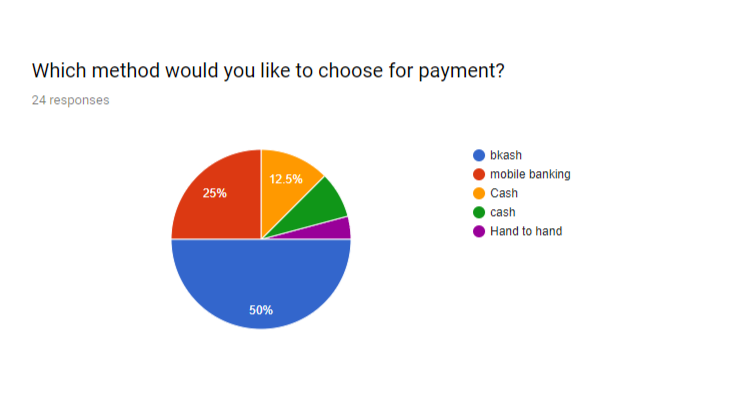 Which method would you like to choose for payment?
24 responses
12.5%
25%
50%
bkash
mobile banking
Cash
cash
Hand to hand